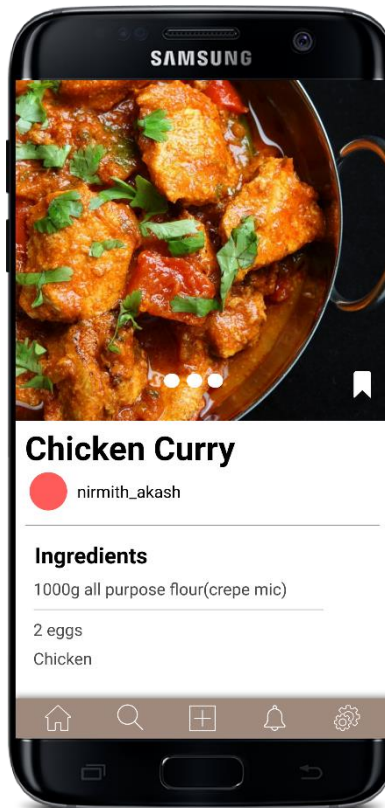 SAMSUNG
Chicken Curry
nirmith_akash
Ingredients
1000g all purpose flour(crepe mic)
2 eggs
Chicken